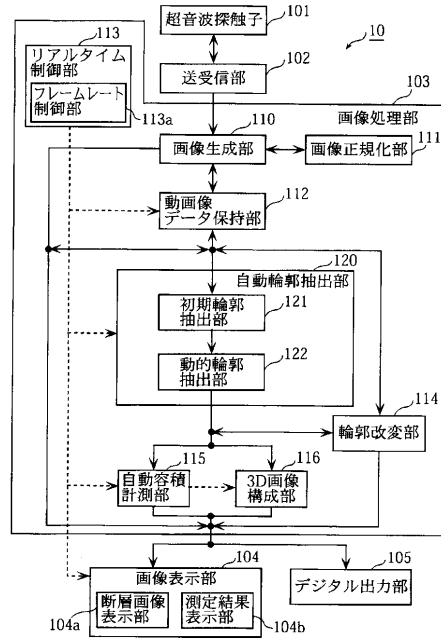 超音波探触子
101
10
送受信部
102
113
リアルタイム
制御部
フレームレート
制御部
113a
103
画像処理部
110
画像生成部
画像正規化部
111
112
動画像
データ保持部
120
自動輪郭抽出部
初期輪郭
抽出部
121
動的輪郭
抽出部
122
114
輪郭改変部
115
自動容積
計測部
116
3D画像
構成部
104
画像表示部
断層画像
表示部
104a
測定結果
表示部
104b
105
デジタル出力部